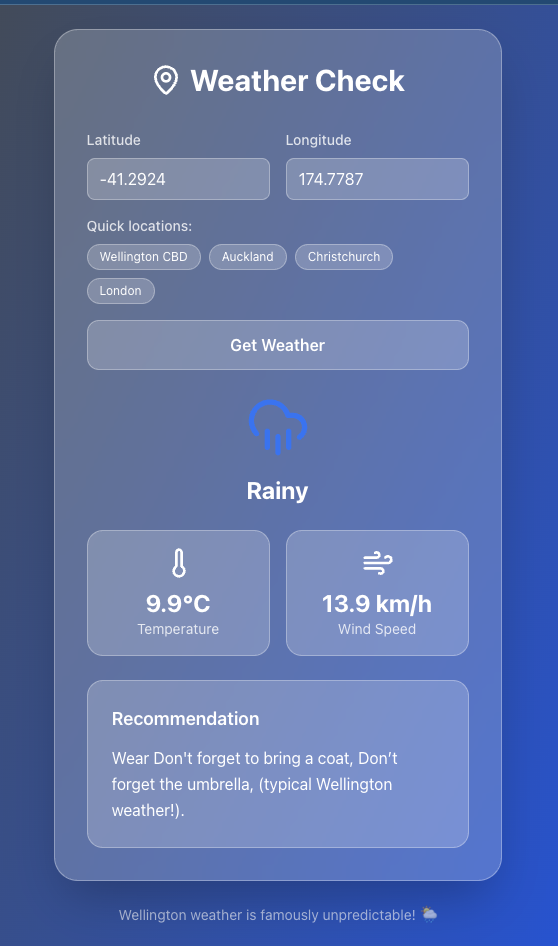 Weather Check
Latitude
Longitude
-41.2924
174.7787
Quick locations:
Wellington CBD
Auckland
Christchurch
London
Get Weather
Rainy
9.9°C
Temperature
13.9 km/h
Wind Speed
Recommendation
Wear Don't forget to bring a coat, Don’t
forget the umbrella, (typical Wellington
weather!).
Wellington weather is famously unpredictable! 🌦️